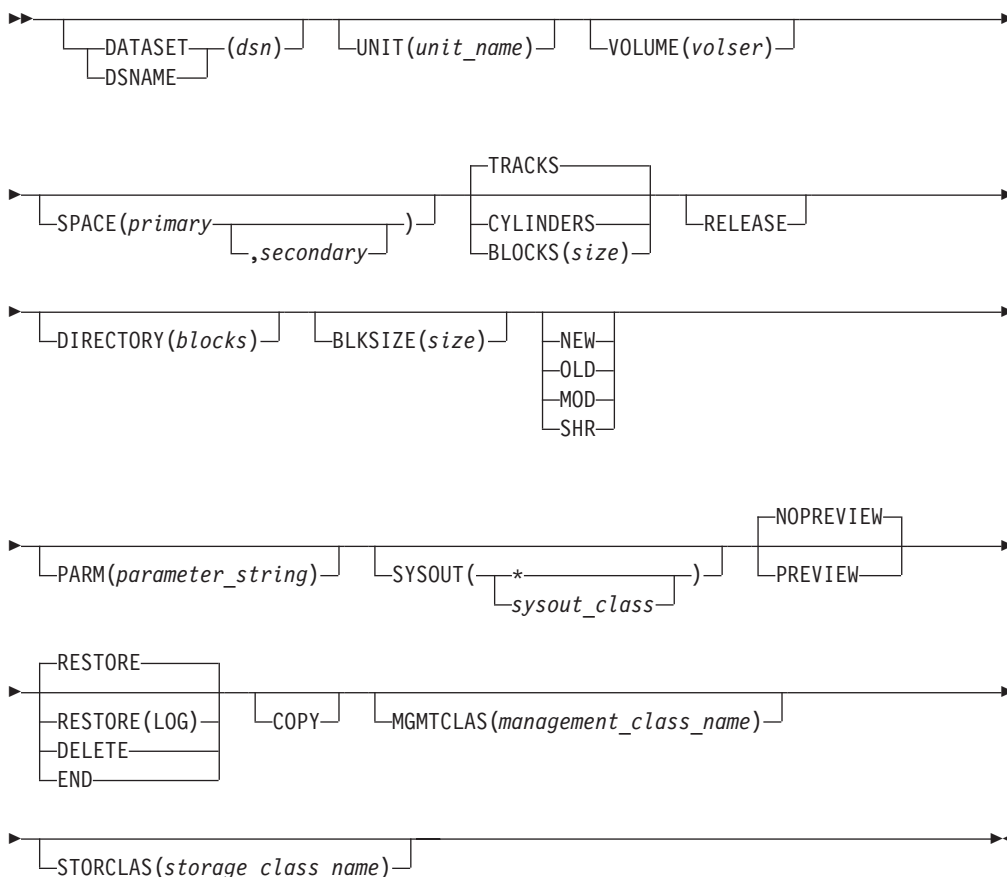 DATASET (dsn) UNIT(unit_name) VOLUME(volser)
DSNAME
TRACKS
SPACE(primary ) CYLINDERS RELEASE
,secondary BLOCKS(size)
DIRECTORY(blocks) BLKSIZE(size) NEW
OLD
MOD
SHR
NOPREVIEW
PARM(parameter_string) SYSOUT( * ) PREVIEW
sysout_class
RESTORE
RESTORE(LOG) COPY MGMTCLAS(management_class_name)
DELETE
END
STORCLAS(storage_class_name)